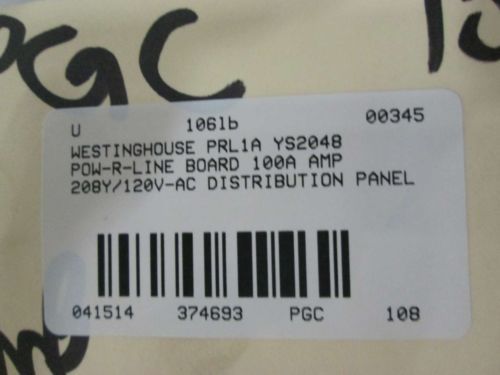 PGC
U 106lb 00345
WESTINGHOUSE PRL1A YS2048
POW-R-LINE BOARD 100A AMP
208Y/120V-AC DISTRIBUTION PANEL
041514 374693 PGC 108